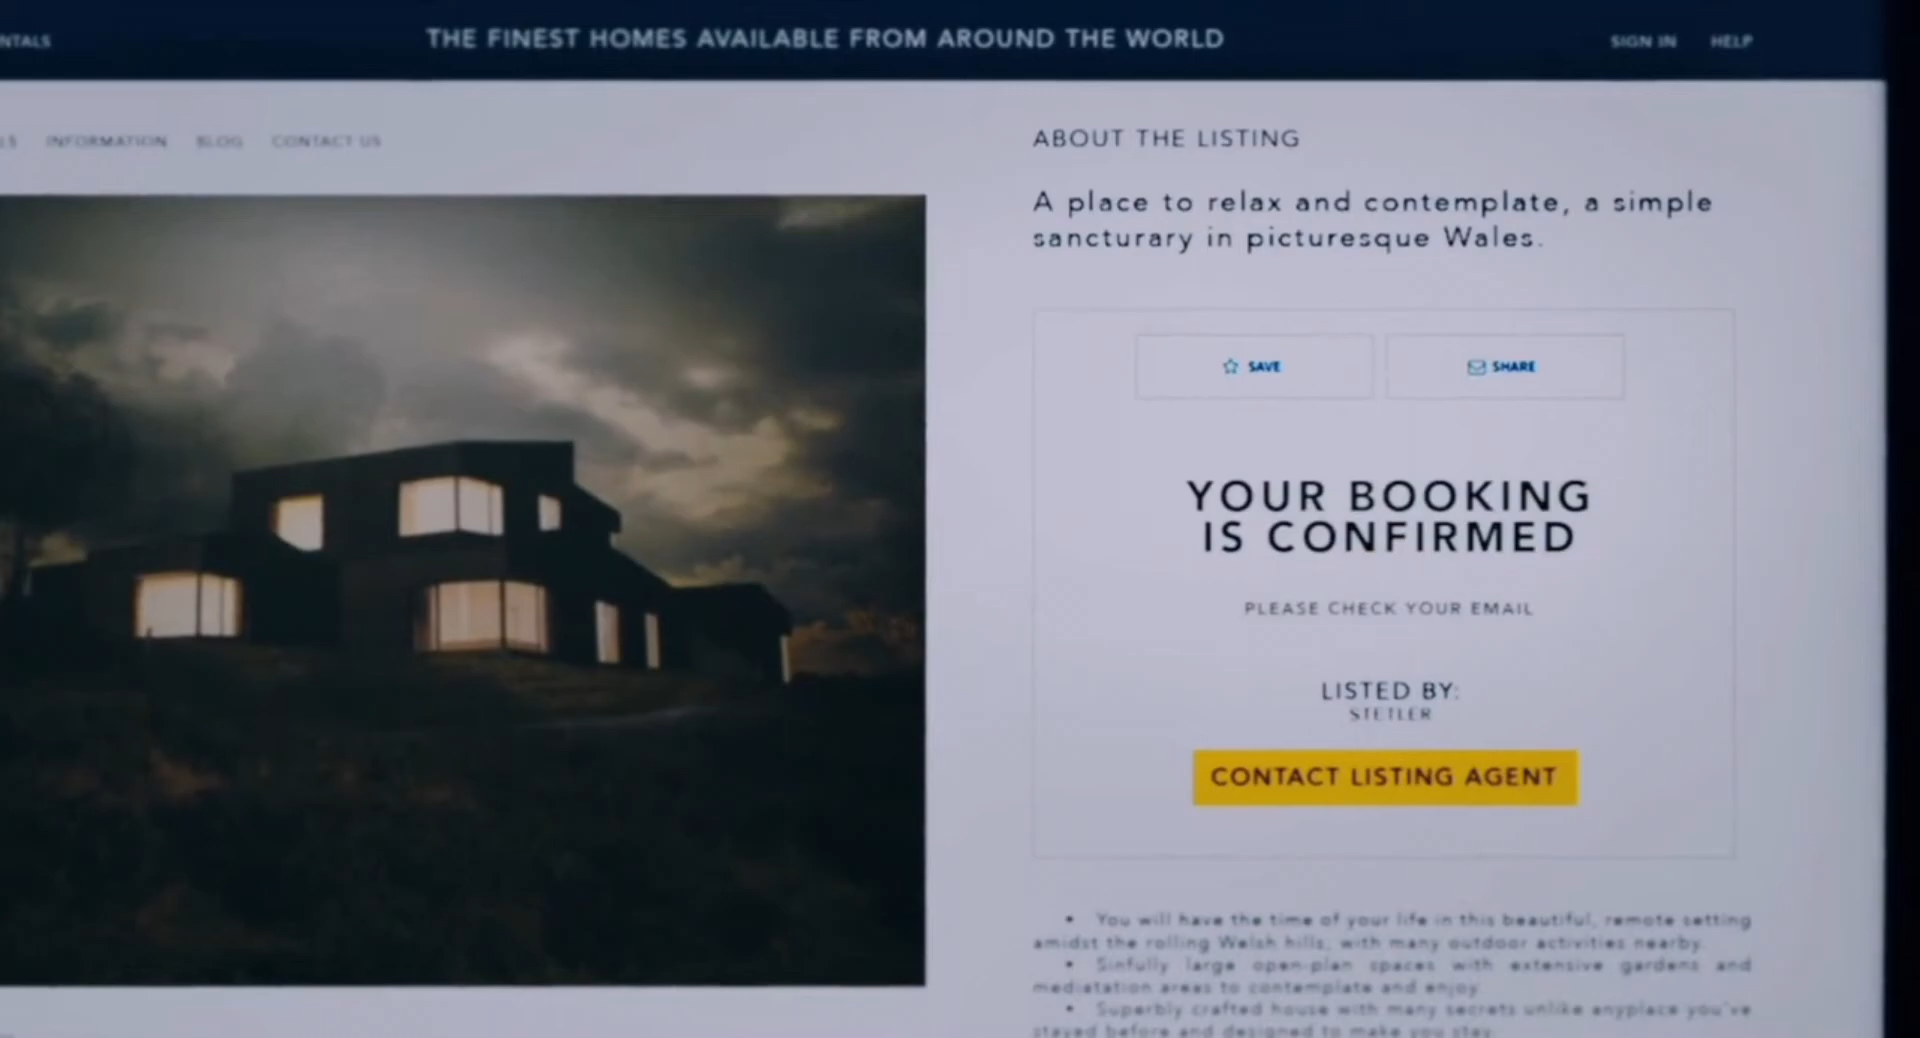 NTALS
THE FINEST HOMES AVAILABLE FROM AROUND THE WORLD
SIGN IN HELP
LS INFORMATION BLOG CONTACT US
ABOUT THE LISTING
A place to relax and contemplate, a simple
sancturary in picturesque Wales.
SAVE SHARE
YOUR BOOKING
IS CONFIRMED
PLEASE CHECK YOUR EMAIL
LISTED BY:
STETLER
CONTACT LISTING AGENT
• You will have the time of your life in this beautiful, remote setting
amidst the rolling Welsh hills, with many outdoor activities nearby.
• Sinfully large open-plan spaces with extensive gardens and
mediatation areas to contemplate and enjoy
• Superbly crafted house with many secrets unlike anyplace you've
stayed before and designed to make you stay.